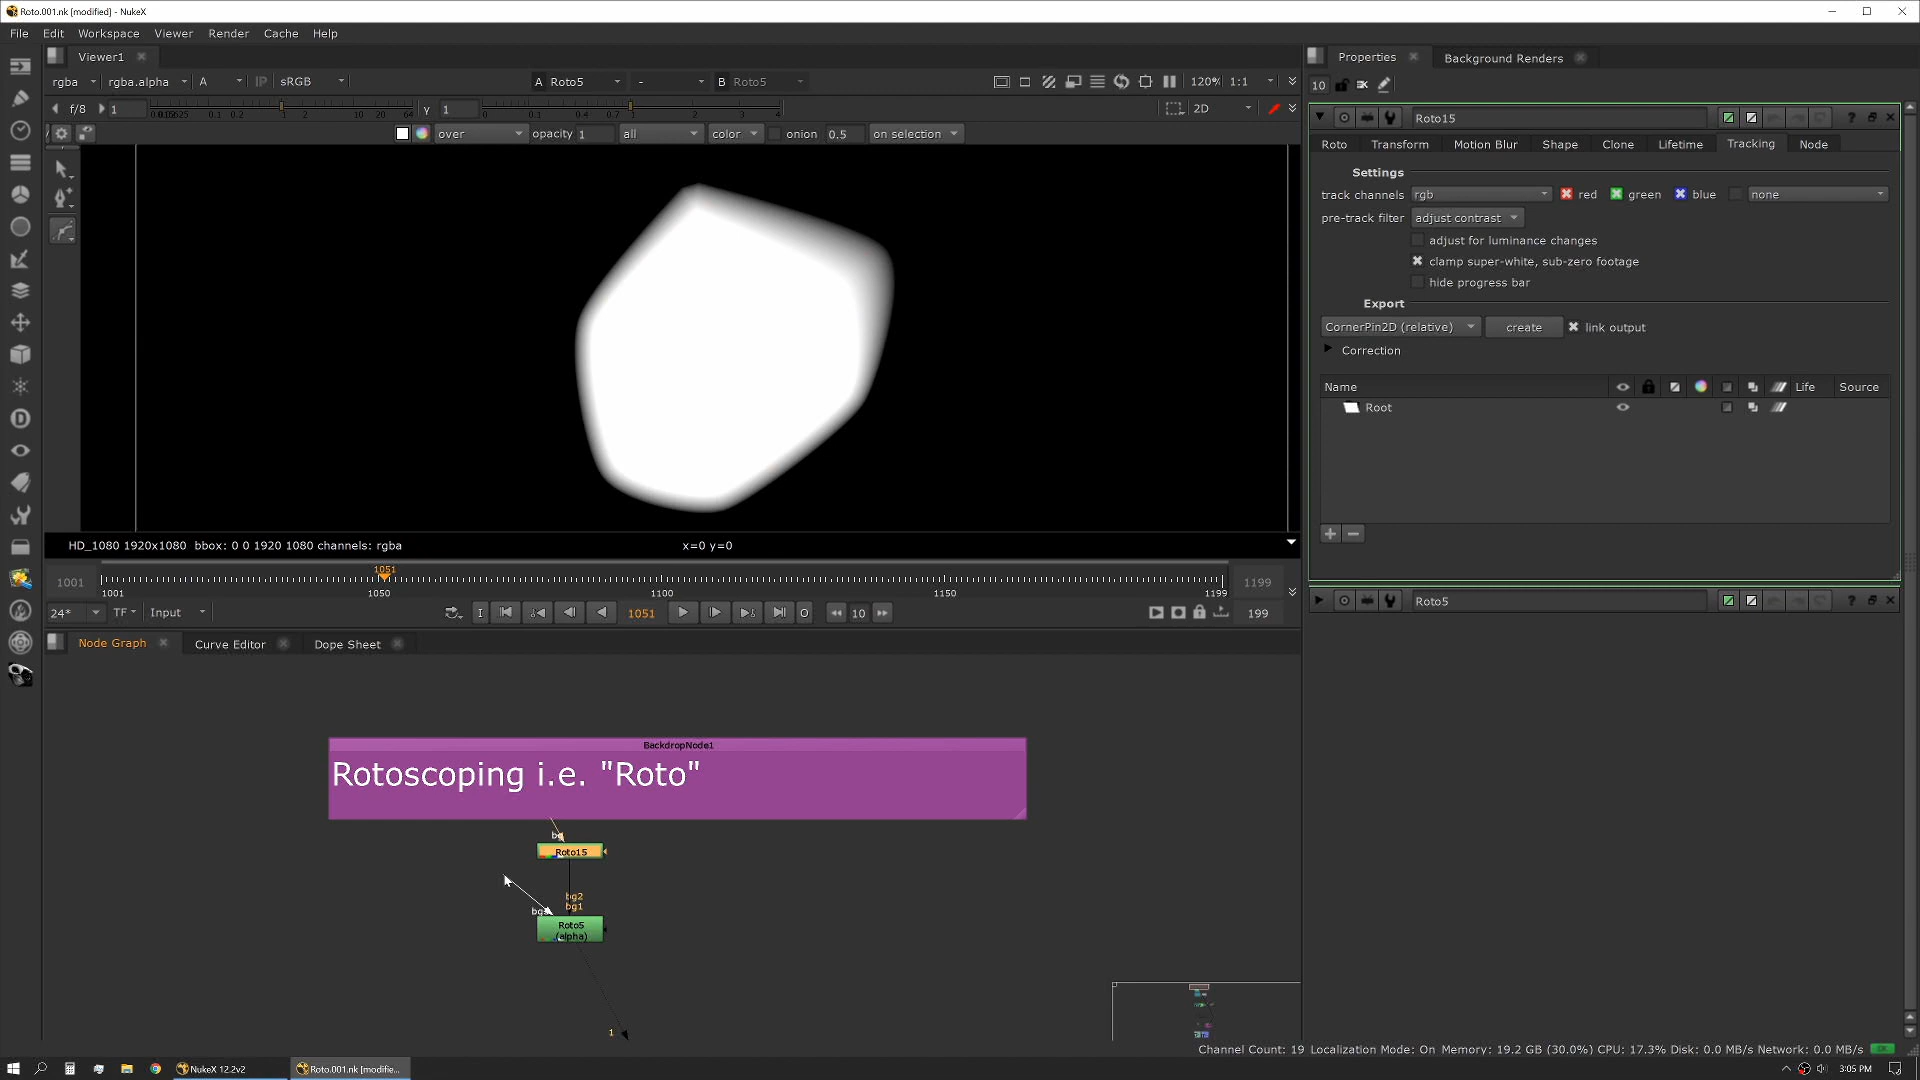 Roto.001.nk [modified] - NukeX
File Edit Workspace Viewer Render Cache Help
Viewer1
rgba rgba.alpha A IP sRGB A Roto5 - B Roto5 120% 1:1
f/8 1 γ 1 2D
over opacity 1 all color onion 0.5 on selection
HD_1080 1920x1080 bbox: 0 0 1920 1080 channels: rgba x=0 y=0
1051
1001 1199
1001 1050 1100 1150 1199
24* TF Input I 1051 O 10 199
Node Graph Curve Editor Dope Sheet
BackdropNode1
Rotoscoping i.e. "Roto"
Roto15
bg2
bg1
Roto5
(alpha)
1
Properties Background Renders
10
Roto15
Roto Transform Motion Blur Shape Clone Lifetime Tracking Node
Settings
track channels rgb red green blue none
pre-track filter adjust contrast
adjust for luminance changes
clamp super-white, sub-zero footage
hide progress bar
Export
CornerPin2D (relative) create link output
Correction
Name Life Source
Root
Roto5
Channel Count: 19 Localization Mode: On Memory: 19.2 GB (30.0%) CPU: 17.3% Disk: 0.0 MB/s Network: 0.0 MB/s
NukeX 12.2v2 Roto.001.nk [modifie... 3:05 PM